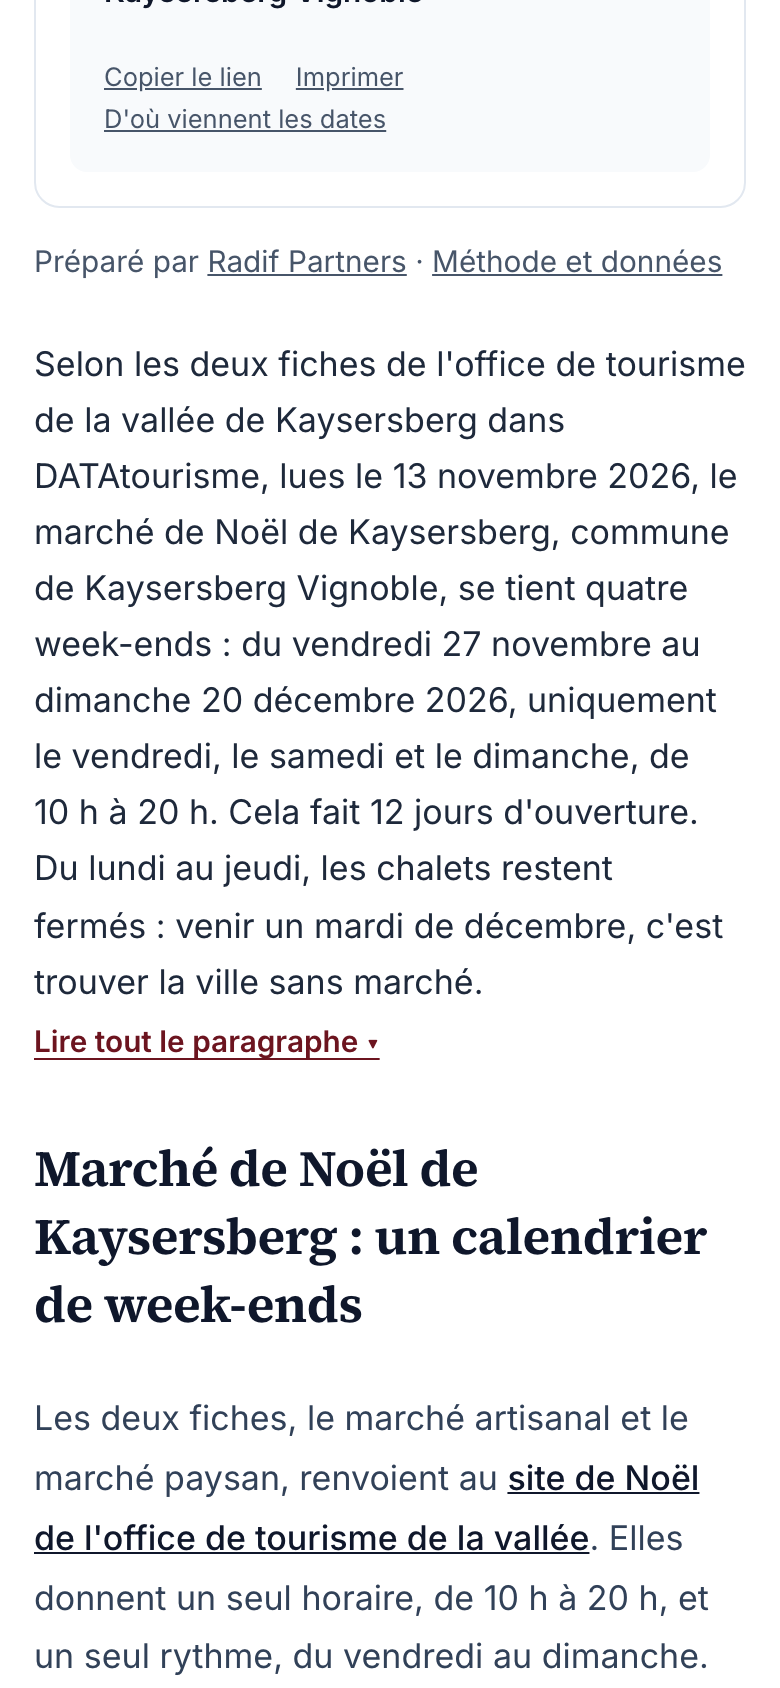 Kaysersberg Vignoble
Copier le lien Imprimer
D'où viennent les dates
Préparé par Radif Partners · Méthode et données
Selon les deux fiches de l'office de tourisme
de la vallée de Kaysersberg dans
DATAtourisme, lues le 13 novembre 2026, le
marché de Noël de Kaysersberg, commune
de Kaysersberg Vignoble, se tient quatre
week-ends : du vendredi 27 novembre au
dimanche 20 décembre 2026, uniquement
le vendredi, le samedi et le dimanche, de
10 h à 20 h. Cela fait 12 jours d'ouverture.
Du lundi au jeudi, les chalets restent
fermés : venir un mardi de décembre, c'est
trouver la ville sans marché.
Lire tout le paragraphe ▾
Marché de Noël de
Kaysersberg : un calendrier
de week-ends
Les deux fiches, le marché artisanal et le
marché paysan, renvoient au site de Noël
de l'office de tourisme de la vallée. Elles
donnent un seul horaire, de 10 h à 20 h, et
un seul rythme, du vendredi au dimanche.